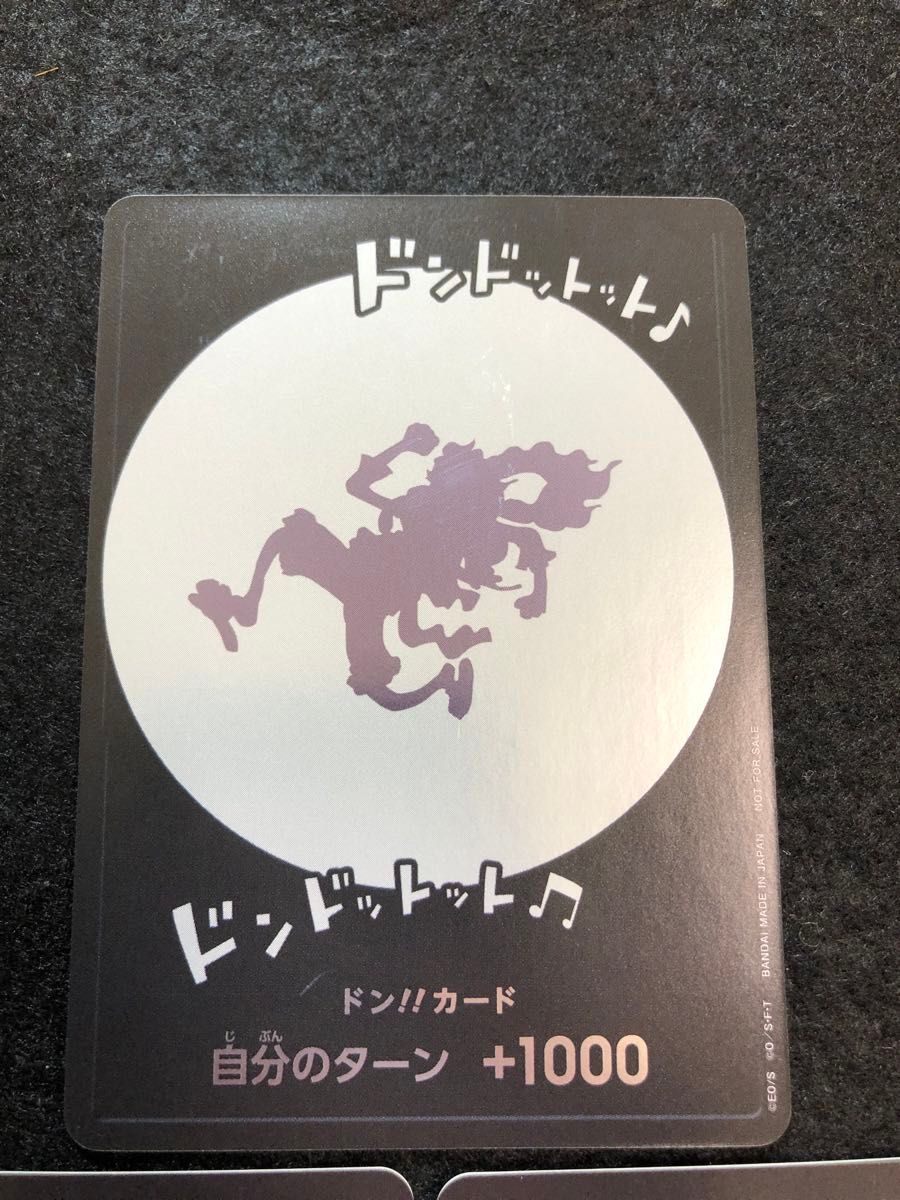 ドンドットット♪
ドンドットット♫
ドン!!カード
じ ぶん
自分のターン +1000
©EO/S ©O/S・F・T BANDAI MADE IN JAPAN NOT FOR SALE